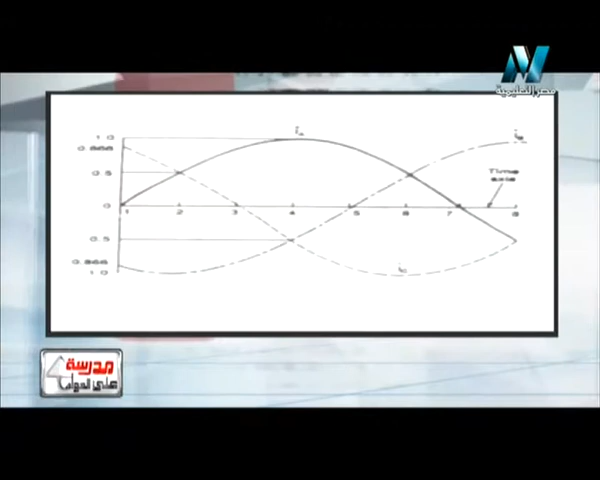 مصر التعليمية
1.0
0.866
0.5
0
0.5
0.866
1.0
1 2 3 4 5 6 7 8
Time
axis
مدرسة
على الهواء